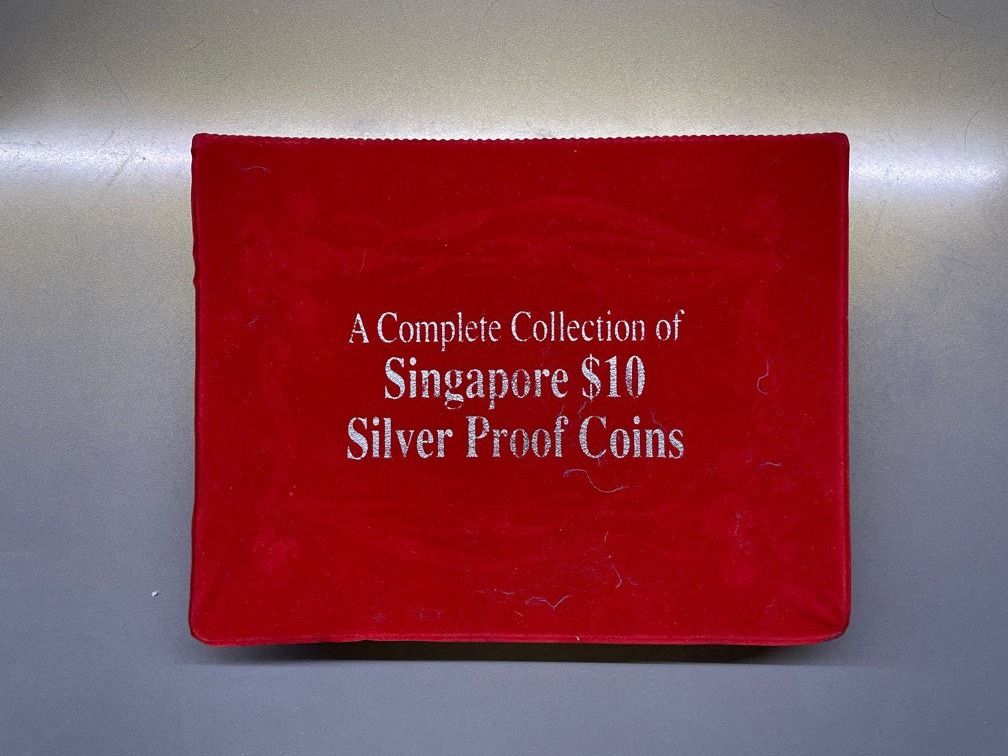 A Complete Collection of
Singapore $10
Silver Proof Coins